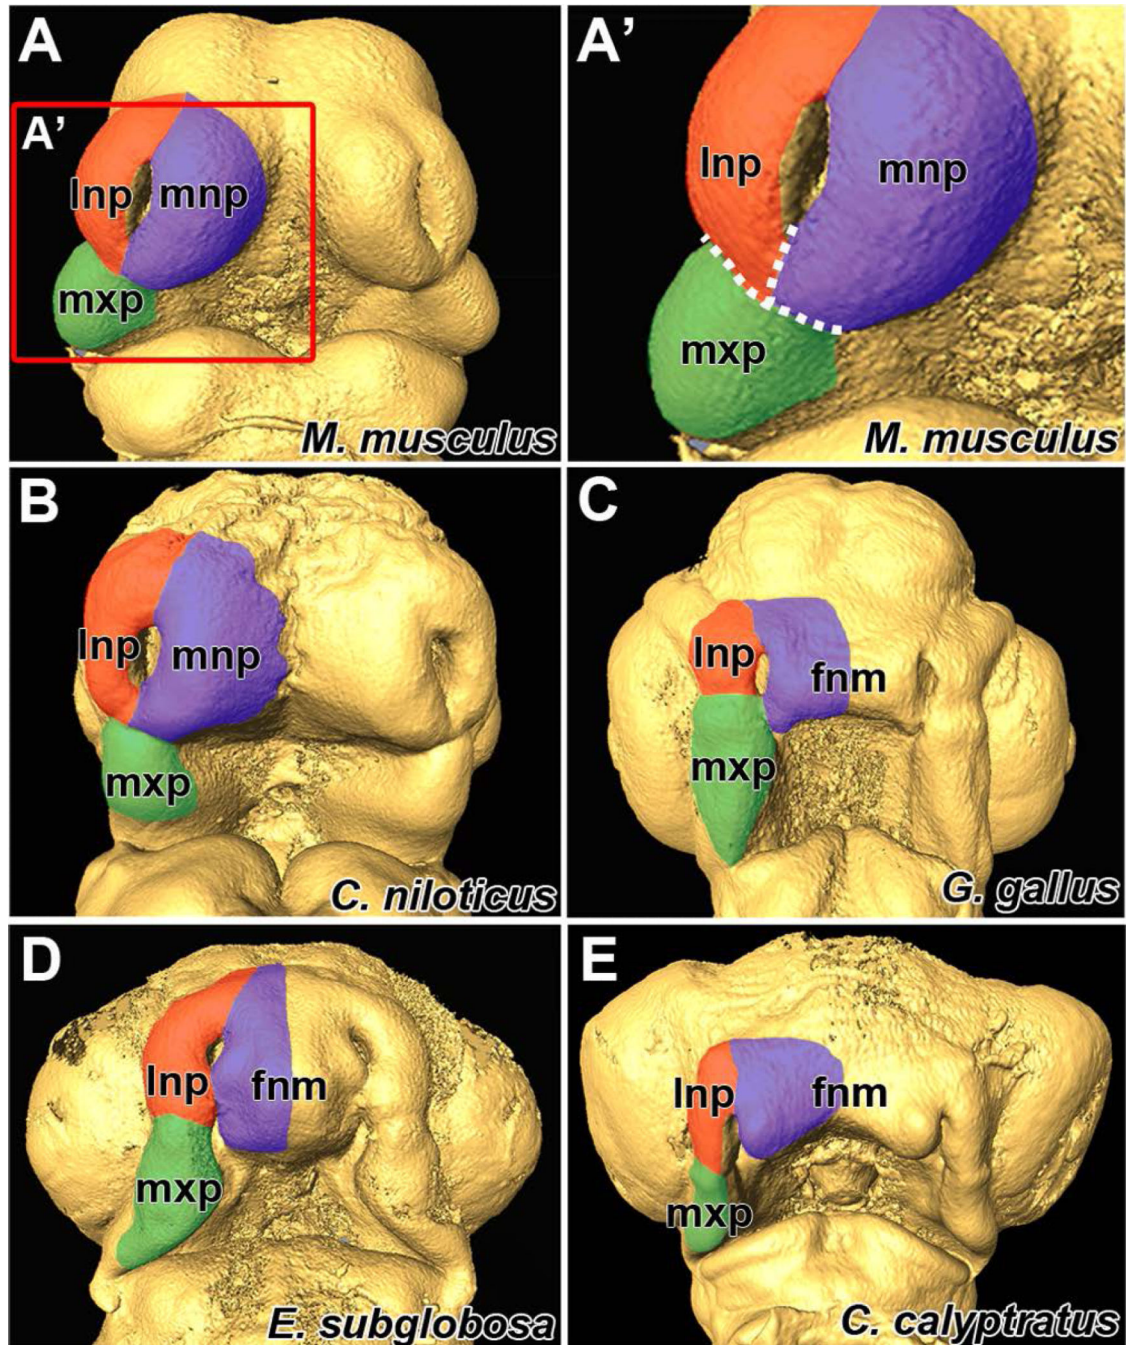 A
A’
A’
lnp
mnp
mxp
M. musculus
lnp
mnp
mxp
M. musculus
B
C
lnp
mnp
mxp
C. niloticus
lnp
fnm
mxp
G. gallus
D
E
lnp
fnm
mxp
E. subglobosa
lnp
fnm
mxp
C. calyptratus